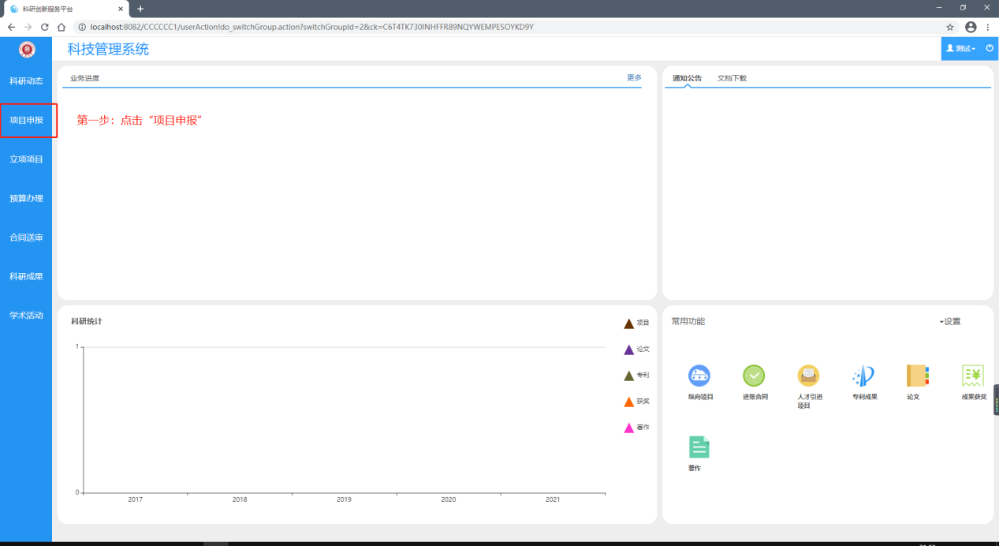 科研创新服务平台
localhost:8082/CCCCCC1/userAction!do_switchGroup.action?switchGroupId=2&ck=C6T4TK730INHFFR89NQYWEMPESOYKD9Y
科技管理系统
测试
科研动态
项目申报
立项项目
预算办理
合同送审
科研成果
学术活动
业务进度
更多
第一步：点击“项目申报”
通知公告 文档下载
科研统计
项目
论文
专利
获奖
著作
1
0
2017 2018 2019 2020 2021
常用功能
设置
纵向项目
进账合同
人才引进
项目
专利成果
论文
成果获奖
著作